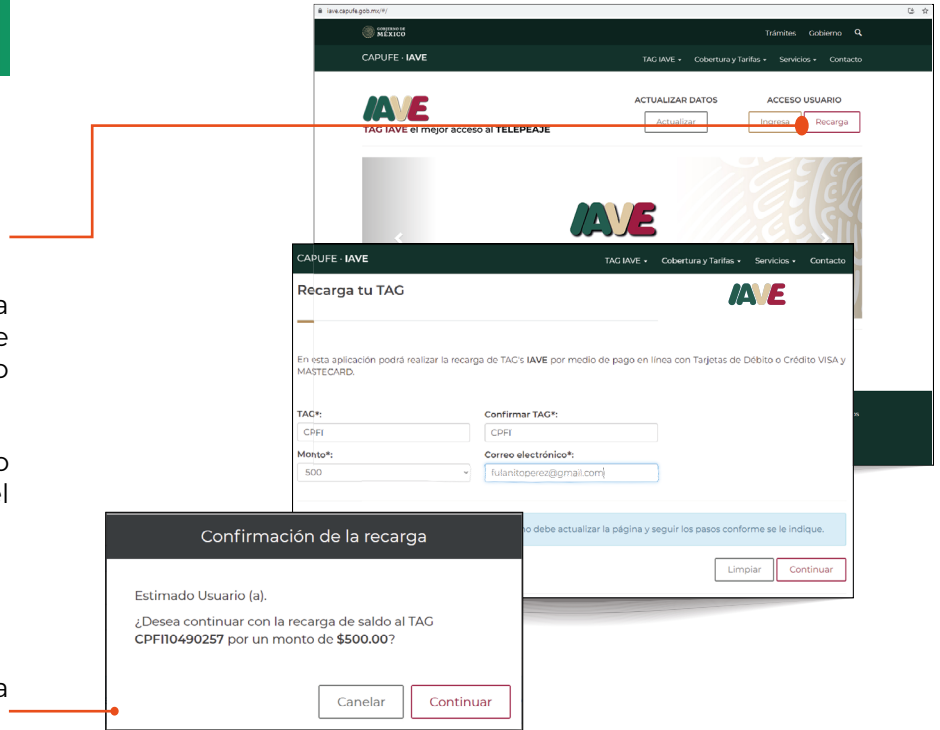 iave.capufe.gob.mx/#/
GOBIERNO DE
MÉXICO
Trámites Gobierno
CAPUFE · IAVE
TAG IAVE Cobertura y Tarifas Servicios Contacto
IAVE
TAG IAVE el mejor acceso al TELEPEAJE
ACTUALIZAR DATOS
Actualizar
ACCESO USUARIO
Ingresa Recarga
IAVE
CAPUFE · IAVE
TAG IAVE Cobertura y Tarifas Servicios Contacto
Recarga tu TAG
IAVE
En esta aplicación podrá realizar la recarga de TAG's IAVE por medio de pago en línea con Tarjetas de Débito o Crédito VISA y
MASTECARD.
TAG*:
CPFI
Confirmar TAG*:
CPFI
Monto*:
500
Correo electrónico*:
fulanitoperez@gmail.com
no debe actualizar la página y seguir los pasos conforme se le indique.
Limpiar Continuar
a
e
o
o
el
a
Confirmación de la recarga
Estimado Usuario (a).
¿Desea continuar con la recarga de saldo al TAG
CPFI10490257 por un monto de $500.00?
Canelar Continuar